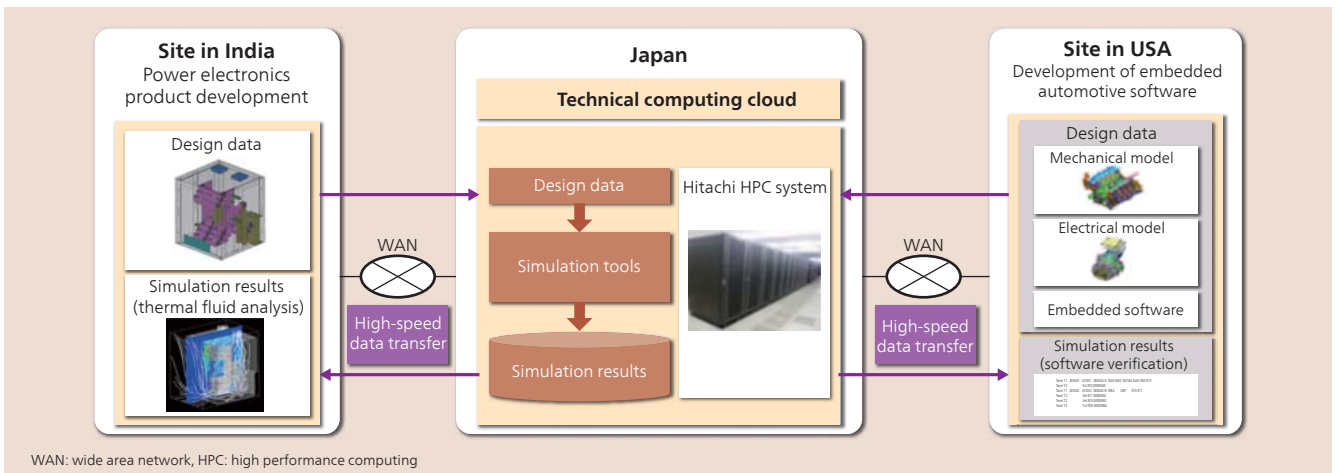 Site in India
Power electronics
product development
Design data
Simulation results
(thermal fluid analysis)
WAN
High-speed
data transfer
Japan
Technical computing cloud
Design data
Simulation tools
Simulation results
Hitachi HPC system
WAN
High-speed
data transfer
Site in USA
Development of embedded
automotive software
Design data
Mechanical model
Electrical model
Embedded software
Simulation results
(software verification)
WAN: wide area network, HPC: high performance computing